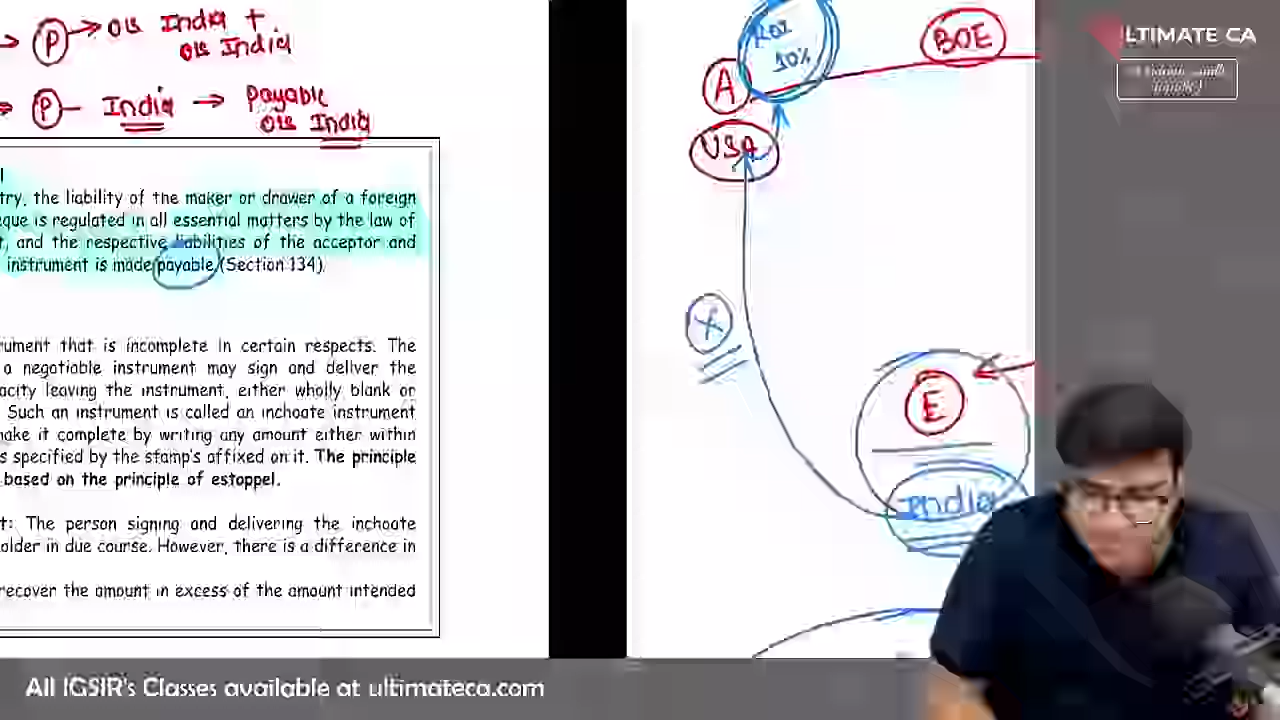 P → O/s India +
O/s India
P – India → Payable
O/s India
try, the liability of the maker or drawer of a foreign
que is regulated in all essential matters by the law of
, and the respective liabilities of the acceptor and
instrument is made payable (Section 134).
ument that is incomplete in certain respects. The
a negotiable instrument may sign and deliver the
acity leaving the instrument, either wholly blank or
Such an instrument is called an inchoate instrument
ake it complete by writing any amount either within
s specified by the stamp's affixed on it. The principle
based on the principle of estoppel.
t: The person signing and delivering the inchoate
older in due course. However, there is a difference in
recover the amount in excess of the amount intended
ROI
10%
BOE
A
USA
X
E
India
LTIMATE CA
All IGSIR's Classes available at ultimateca.com